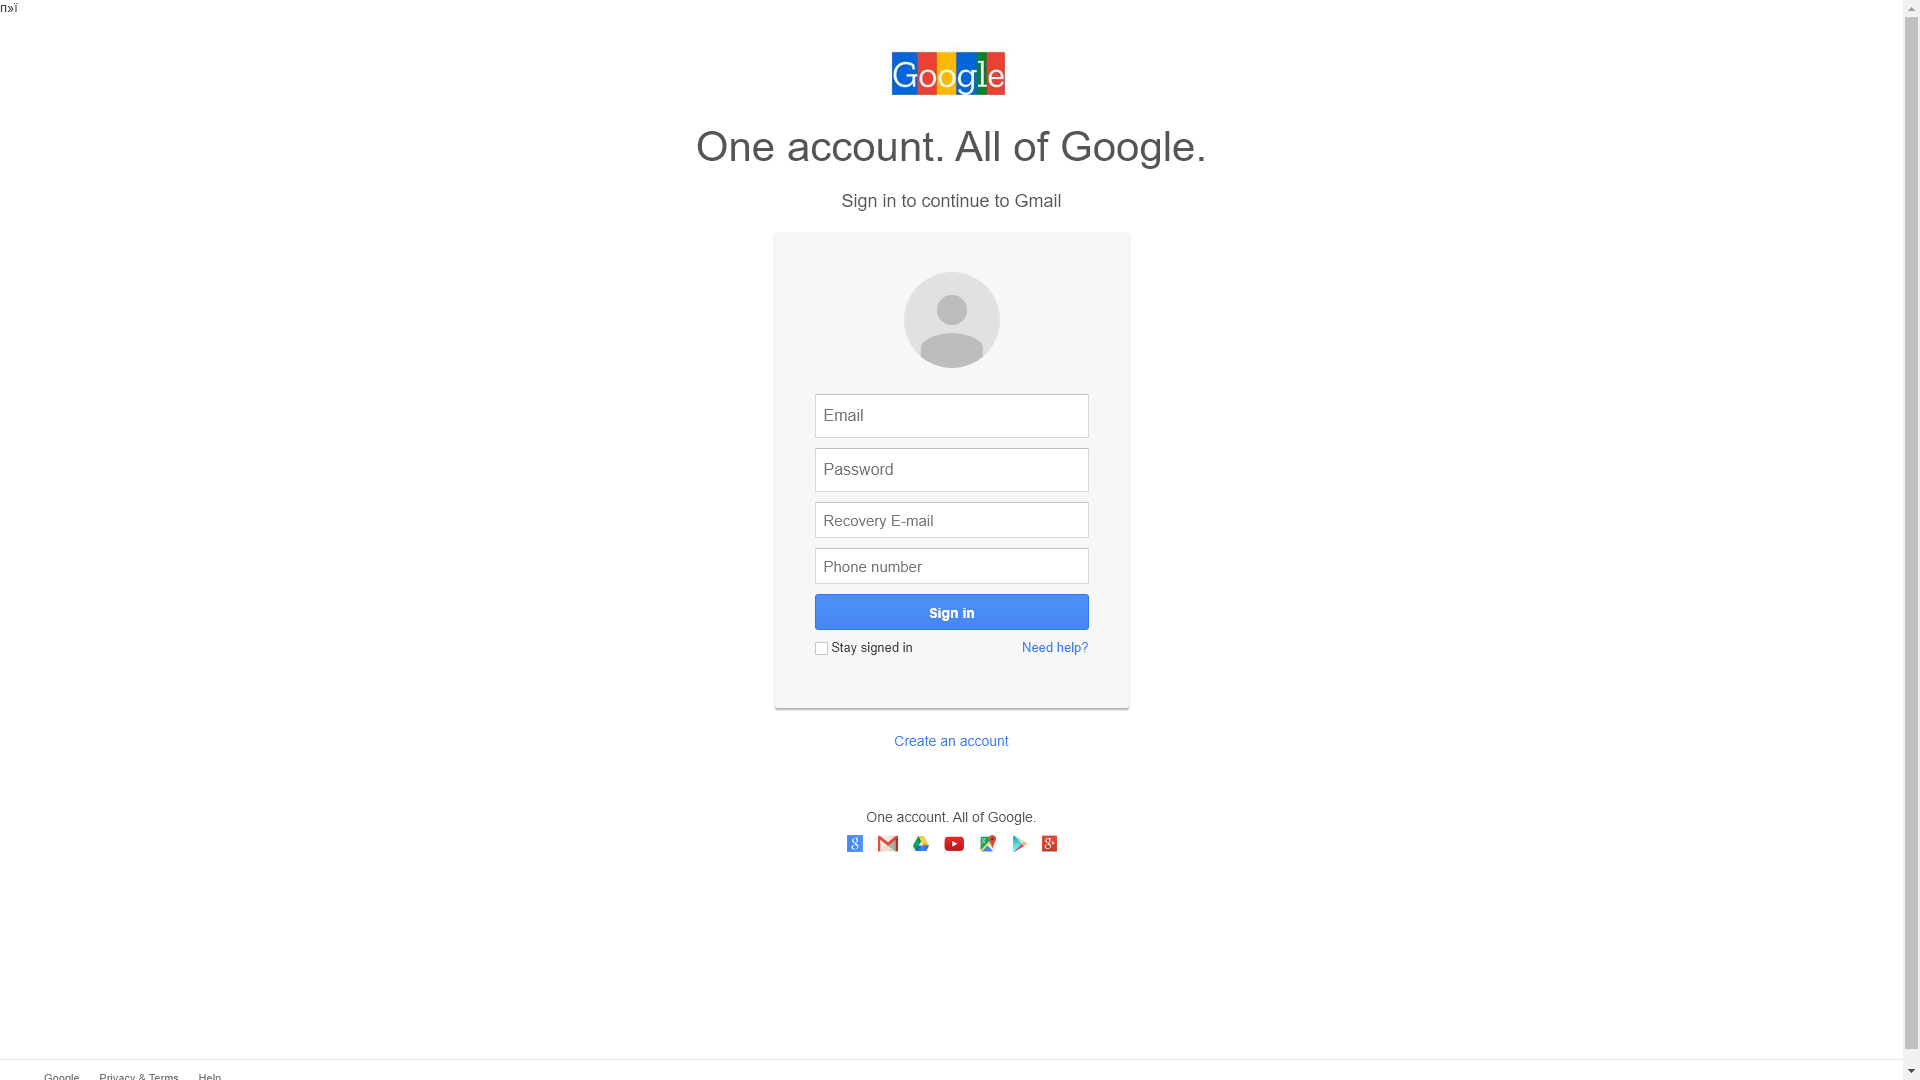 п»ї
Google
One account. All of Google.
Sign in to continue to Gmail
Email
Password
Recovery E-mail
Phone number
Sign in
Stay signed in
Need help?
Create an account
One account. All of Google.
Google Privacy & Terms Help